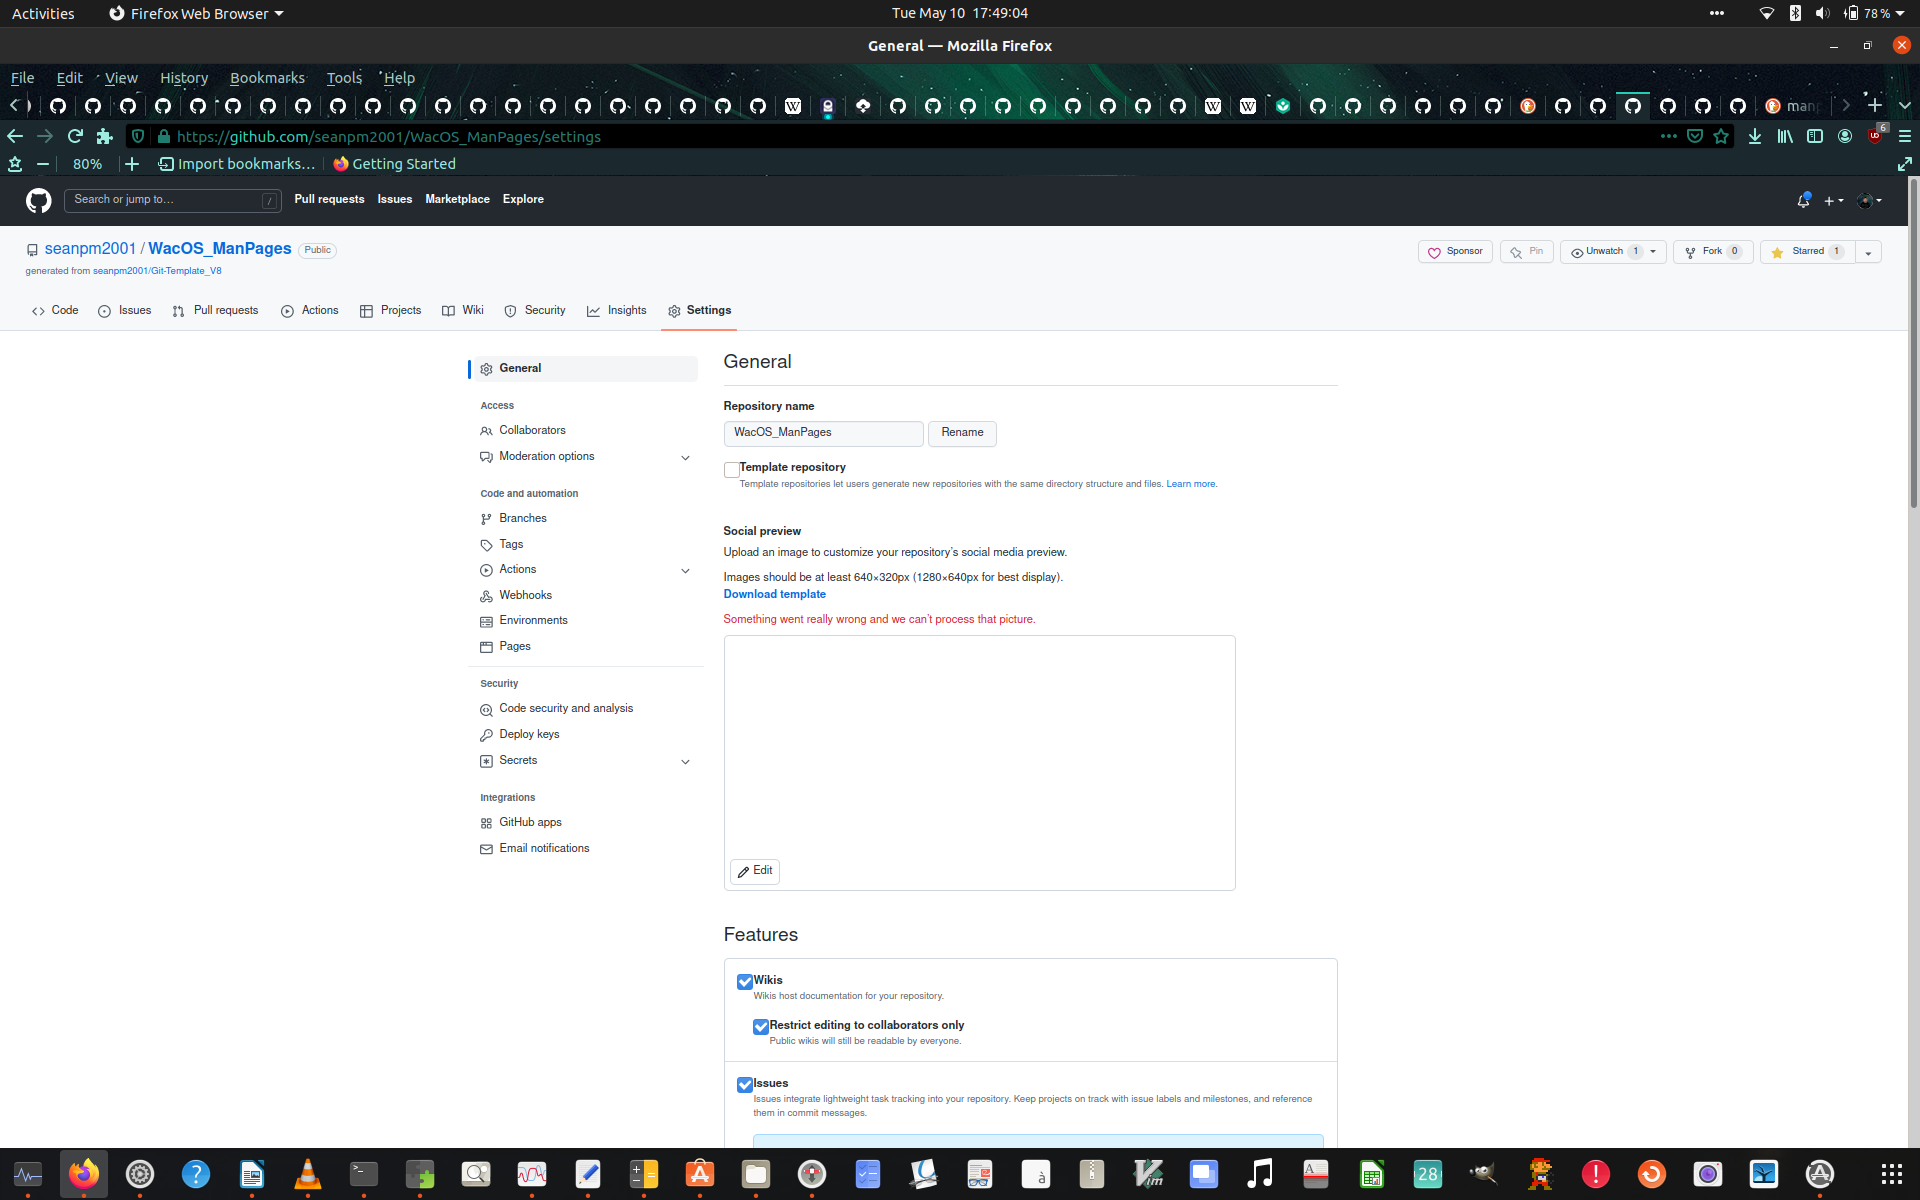 Activities Firefox Web Browser Tue May 10 17:49:04 78 %
General — Mozilla Firefox
File Edit View History Bookmarks Tools Help
https://github.com/seanpm2001/WacOS_ManPages/settings 6
80% Import bookmarks... Getting Started
Search or jump to... / Pull requests Issues Marketplace Explore
seanpm2001 / WacOS_ManPages Public
Sponsor Pin Unwatch 1 Fork 0 Starred 1
generated from seanpm2001/Git-Template_V8
Code Issues Pull requests Actions Projects Wiki Security Insights Settings
General
Access
Collaborators
Moderation options
Code and automation
Branches
Tags
Actions
Webhooks
Environments
Pages
Security
Code security and analysis
Deploy keys
Secrets
Integrations
GitHub apps
Email notifications
General
Repository name
WacOS_ManPages Rename
Template repository
Template repositories let users generate new repositories with the same directory structure and files. Learn more.
Social preview
Upload an image to customize your repository's social media preview.
Images should be at least 640×320px (1280×640px for best display).
Download template
Something went really wrong and we can't process that picture.
Edit
Features
Wikis
Wikis host documentation for your repository.
Restrict editing to collaborators only
Public wikis will still be readable by everyone.
Issues
Issues integrate lightweight task tracking into your repository. Keep projects on track with issue labels and milestones, and reference
them in commit messages.
28